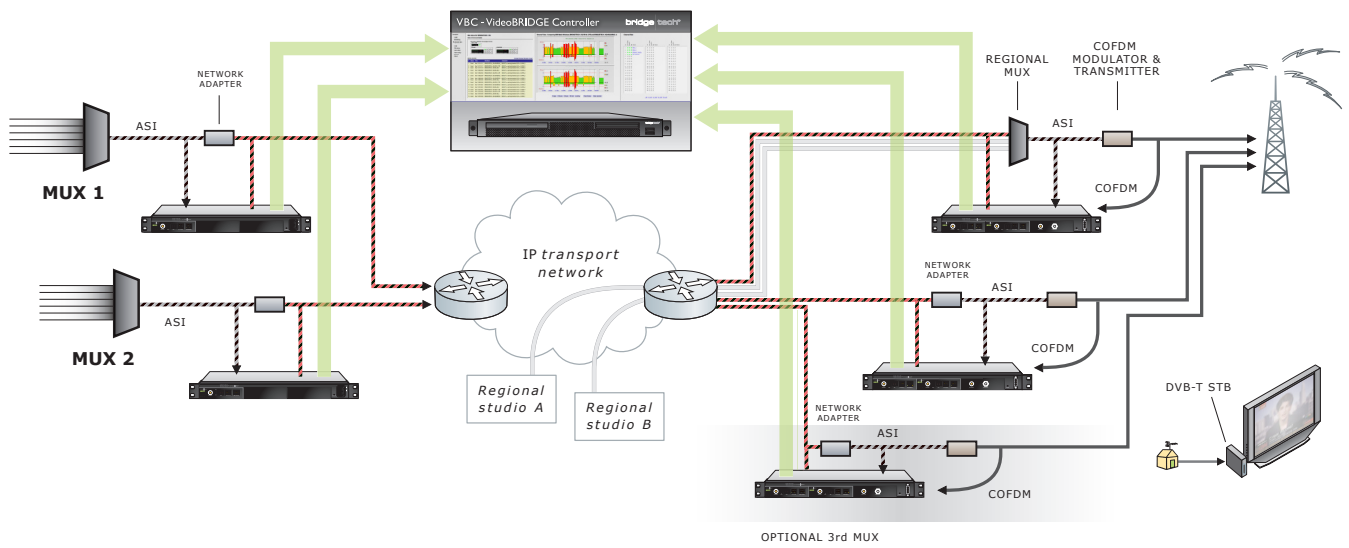 VBC - VideoBRIDGE Controller
bridge tech
NETWORK
ADAPTER
ASI
MUX 1
ASI
MUX 2
IP transport
network
Regional
studio A
Regional
studio B
REGIONAL
MUX
COFDM
MODULATOR &
TRANSMITTER
ASI
COFDM
NETWORK
ADAPTER
ASI
COFDM
NETWORK
ADAPTER
ASI
COFDM
OPTIONAL 3rd MUX
DVB-T STB